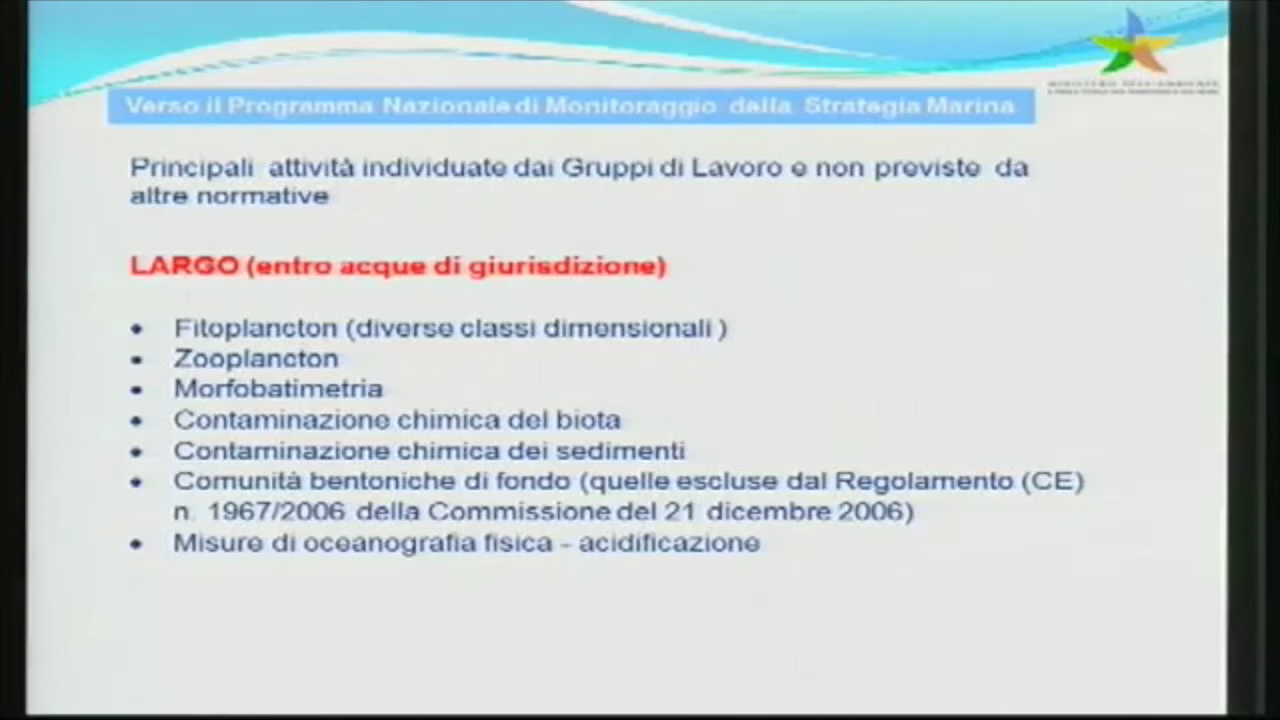 Verso il Programma Nazionale di Monitoraggio della Strategia Marina
Principali attività individuate dai Gruppi di Lavoro e non previste da
altre normative
LARGO (entro acque di giurisdizione)
• Fitoplancton (diverse classi dimensionali )
• Zooplancton
• Morfobatimetria
• Contaminazione chimica del biota
• Contaminazione chimica dei sedimenti
• Comunità bentoniche di fondo (quelle escluse dal Regolamento (CE)
n. 1967/2006 della Commissione del 21 dicembre 2006)
• Misure di oceanografia fisica - acidificazione